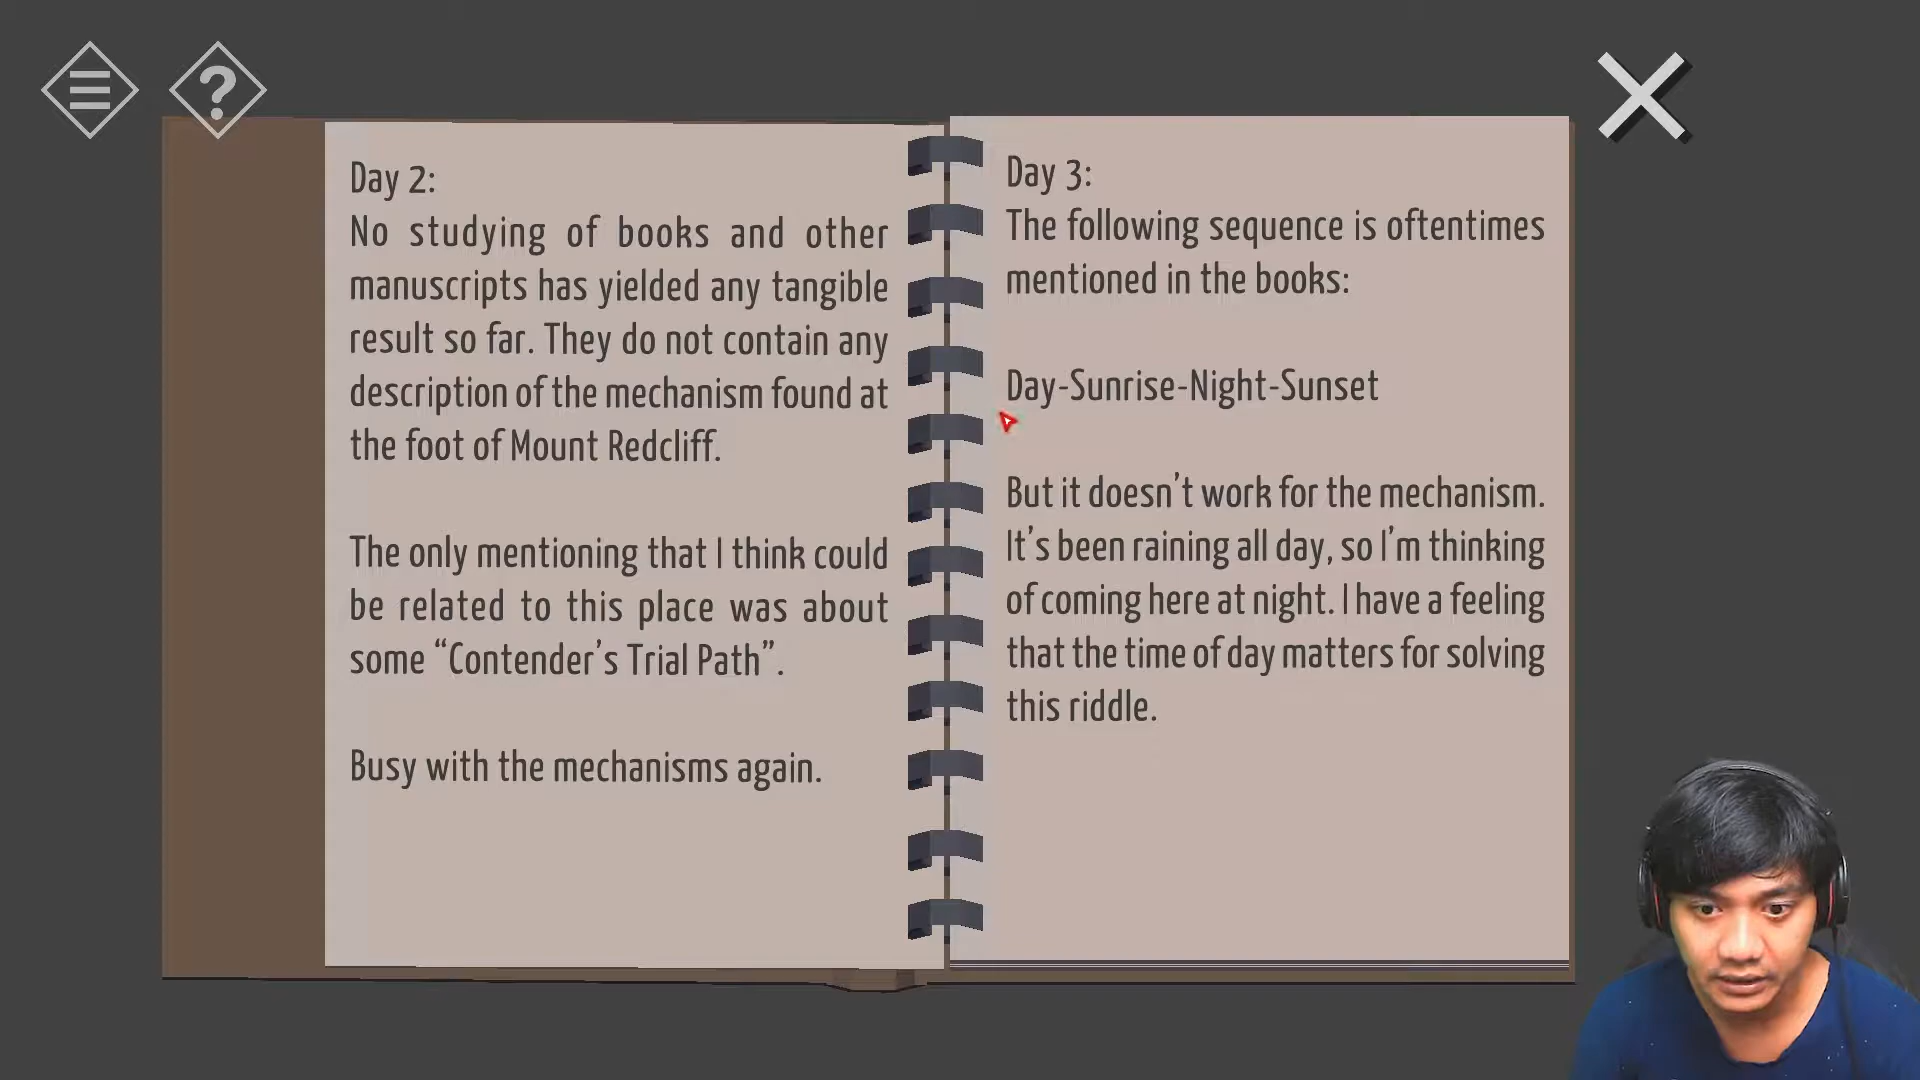 ?
Day 2:
No studying of books and other
manuscripts has yielded any tangible
result so far. They do not contain any
description of the mechanism found at
the foot of Mount Redcliff.
The only mentioning that I think could
be related to this place was about
some “Contender’s Trial Path”.
Busy with the mechanisms again.
Day 3:
The following sequence is oftentimes
mentioned in the books:
Day-Sunrise-Night-Sunset
But it doesn’t work for the mechanism.
It’s been raining all day, so I’m thinking
of coming here at night. I have a feeling
that the time of day matters for solving
this riddle.